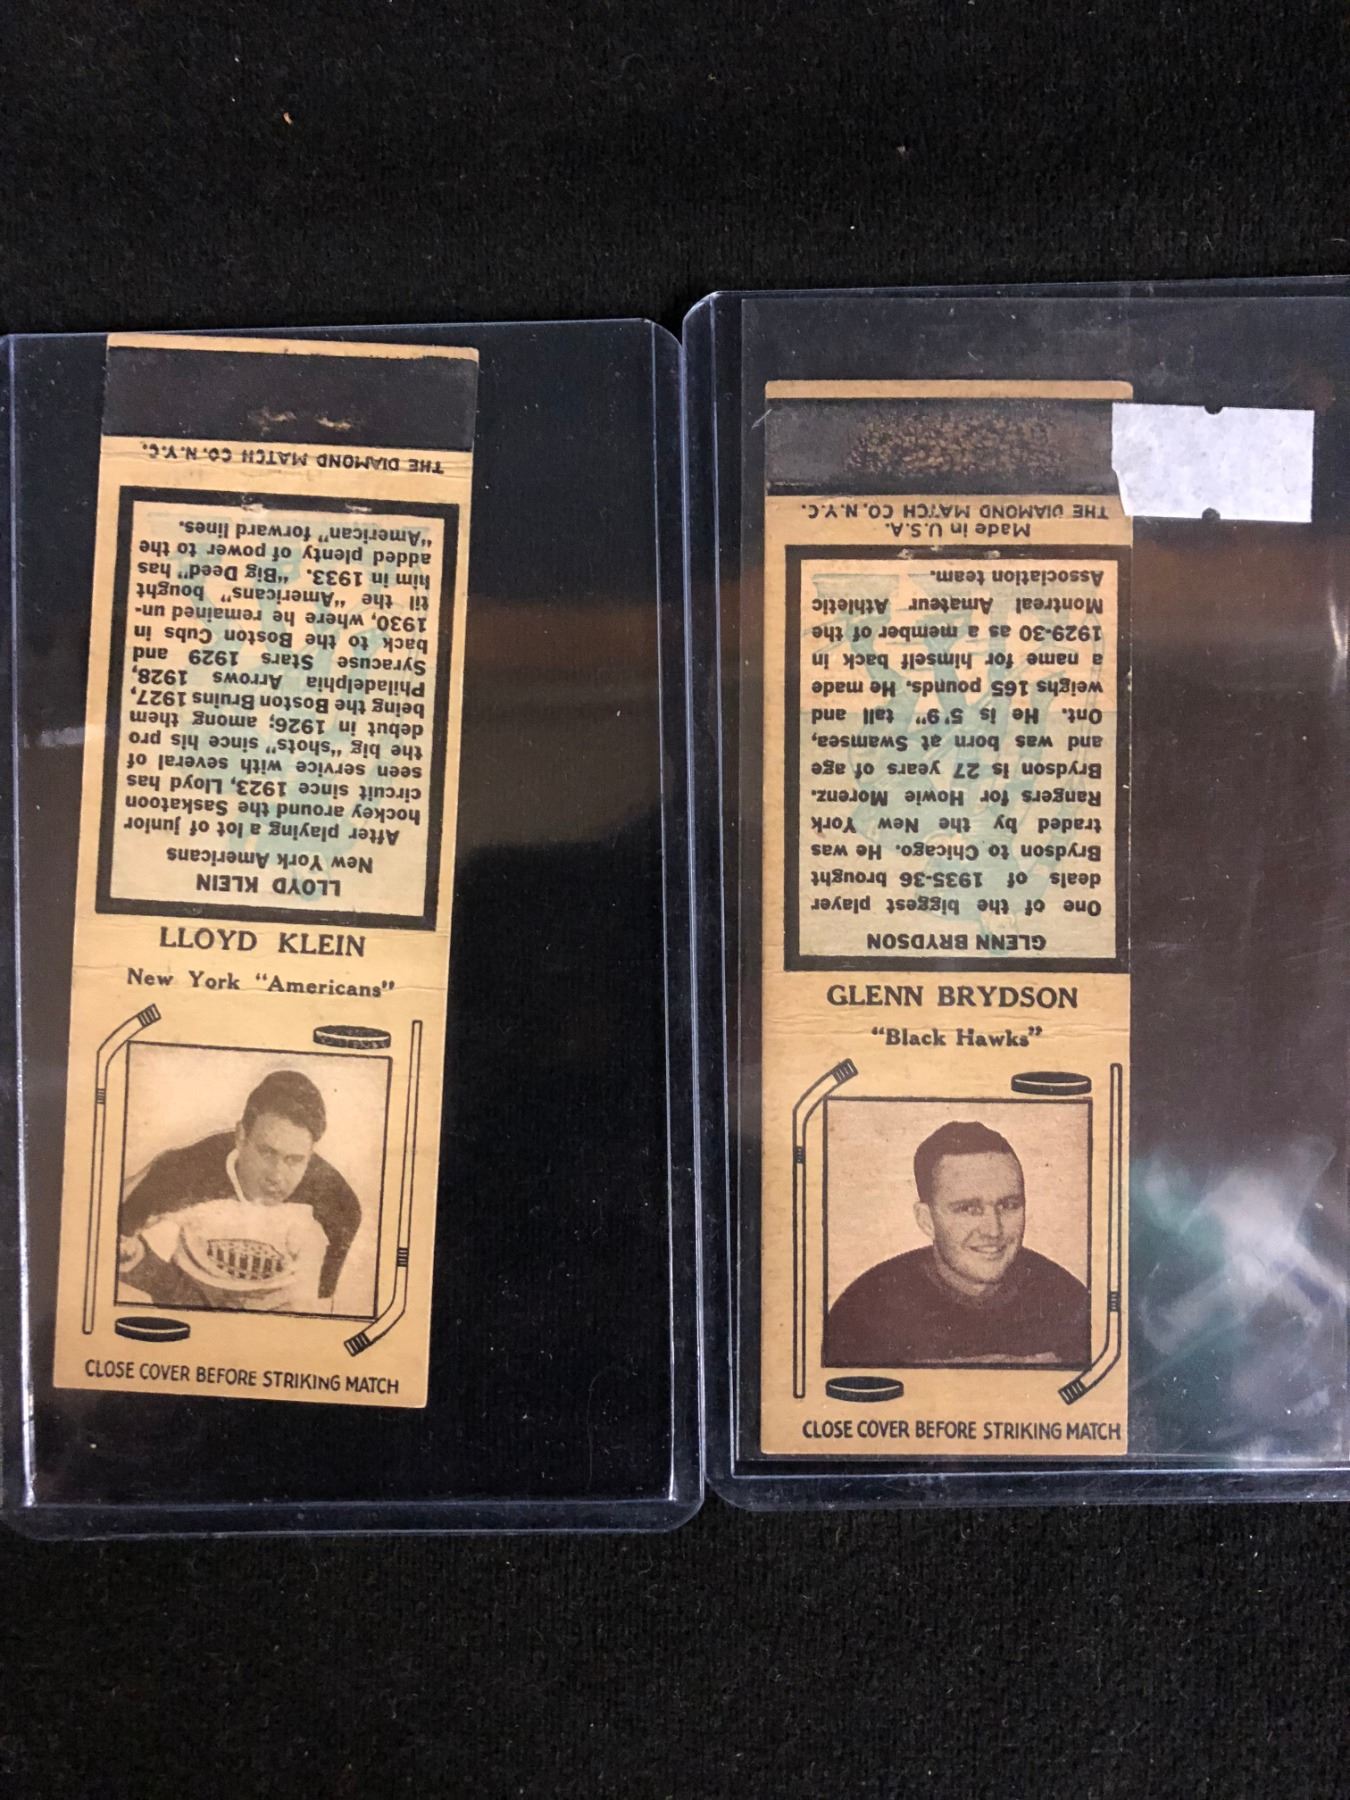 THE DIAMOND MATCH CO. N.Y.C.
LLOYD KLEIN
New York Americans
After playing a lot of junior
hockey around the Saskatoon
circuit since 1923, Lloyd has
seen service with several of
the big "shots" since his pro
debut in 1926; among them
being the Boston Bruins 1927,
Philadelphia Arrows 1928,
Syracuse Stars 1929 and
back to the Boston Cubs in
1930, where he remained un-
til the "Americans" bought
him in 1933. "Big Deed" has
added plenty of power to the
"American" forward lines.
LLOYD KLEIN
New York "Americans"
CLOSE COVER BEFORE STRIKING MATCH
GLENN BRYDSON
One of the biggest player
deals of 1935-36 brought
Brydson to Chicago. He was
traded by the New York
Rangers for Howie Morenz.
Brydson is 27 years of age
and was born at Swamsea,
Ont. He is 5'9" tall and
weighs 165 pounds. He made
a name for himself back in
1929-30 as a member of the
Montreal Amateur Athletic
Association team.
Made in U.S.A.
THE DIAMOND MATCH CO. N.Y.C.
GLENN BRYDSON
"Black Hawks"
CLOSE COVER BEFORE STRIKING MATCH